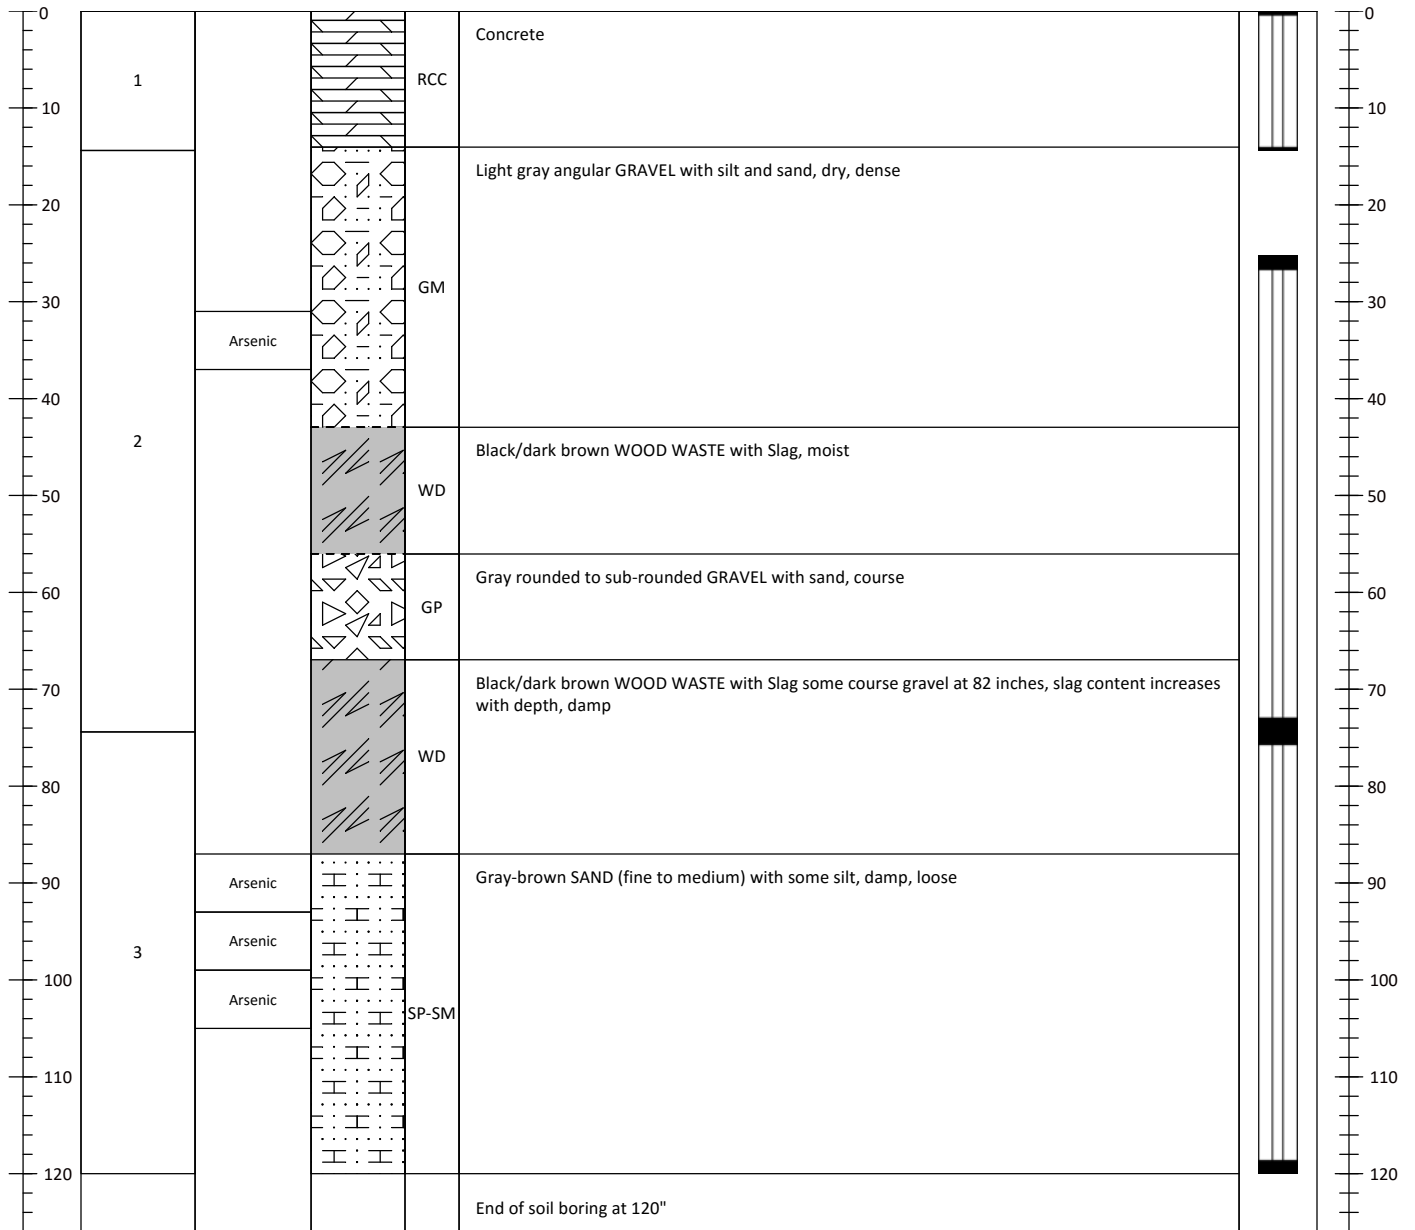 0
10
20
30
40
50
60
70
80
90
100
110
120
1
2
3
Arsenic
Arsenic
Arsenic
Arsenic
RCC
GM
WD
GP
WD
SP-SM
Concrete
Light gray angular GRAVEL with silt and sand, dry, dense
Black/dark brown WOOD WASTE with Slag, moist
Gray rounded to sub-rounded GRAVEL with sand, course
Black/dark brown WOOD WASTE with Slag some course gravel at 82 inches, slag content increases
with depth, damp
Gray-brown SAND (fine to medium) with some silt, damp, loose
End of soil boring at 120"
0
10
20
30
40
50
60
70
80
90
100
110
120